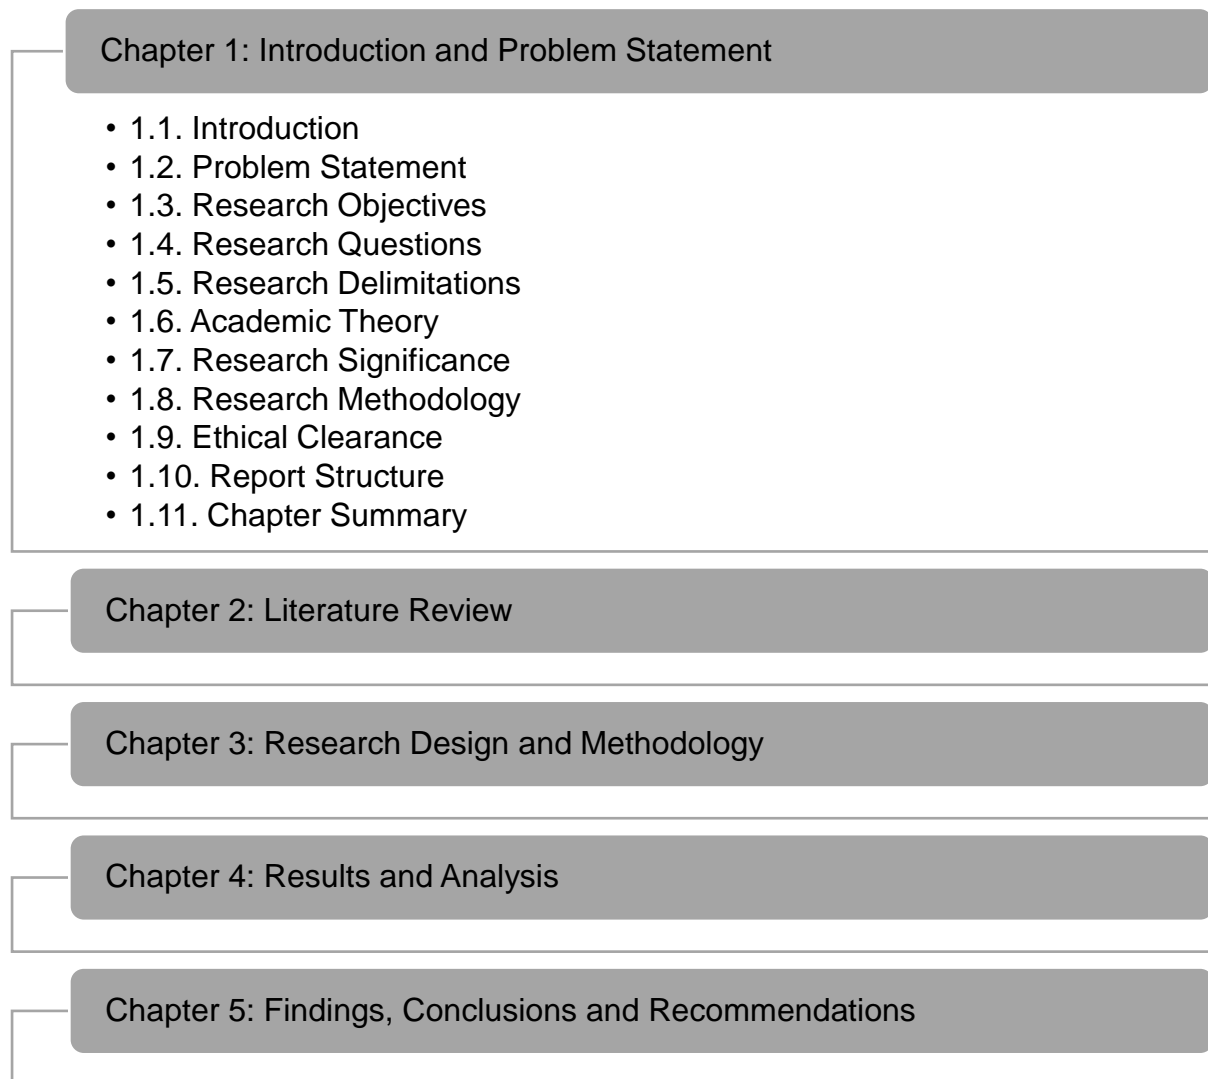 Chapter 1: Introduction and Problem Statement
• 1.1. Introduction
• 1.2. Problem Statement
• 1.3. Research Objectives
• 1.4. Research Questions
• 1.5. Research Delimitations
• 1.6. Academic Theory
• 1.7. Research Significance
• 1.8. Research Methodology
• 1.9. Ethical Clearance
• 1.10. Report Structure
• 1.11. Chapter Summary
Chapter 2: Literature Review
Chapter 3: Research Design and Methodology
Chapter 4: Results and Analysis
Chapter 5: Findings, Conclusions and Recommendations